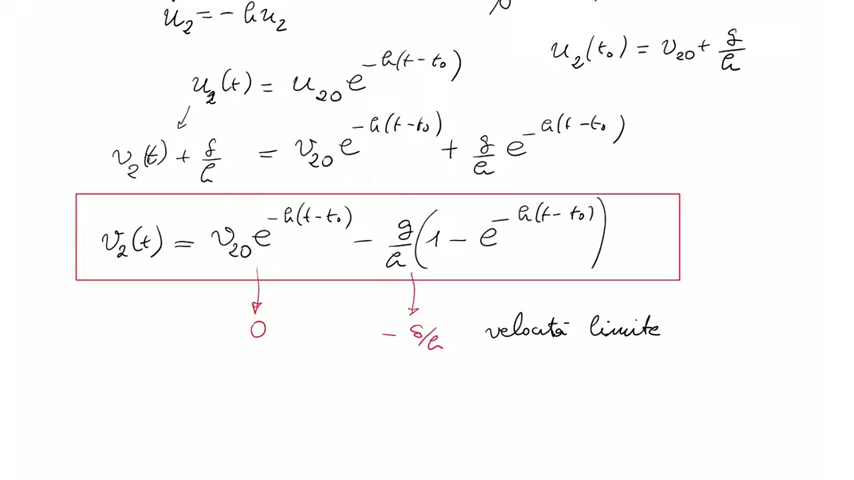 u̇₂ = - h u₂
u₂(t₀) = v₂₀ + g/h
u₂(t) = u₂₀ e^{-h(t-t₀)}
v₂(t) + g/h = v₂₀ e^{-h(t-t₀)} + g/h e^{-h(t-t₀)}
v₂(t) = v₂₀ e^{-h(t-t₀)} - g/h (1 - e^{-h(t-t₀)})
0 - g/h velocità limite